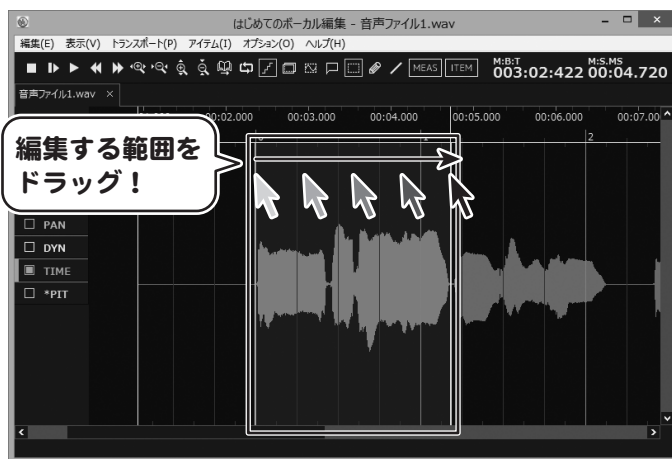 はじめてのボーカル編集 - 音声ファイル1.wav
編集(E) 表示(V) トランスポート(P) アイテム(I) オプション(O) ヘルプ(H)
MEAS ITEM M:B:T 003:02:422 M:S.MS 00:04.720
音声ファイル1.wav ×
00:02.000 00:03.000 00:04.000 00:05.000 00:06.000 00:07.00
1 2
編集する範囲を
ドラッグ！
PAN
DYN
TIME
*PIT